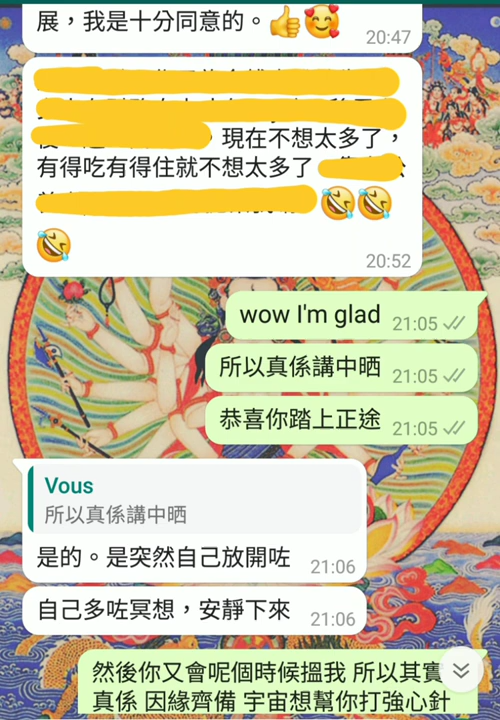 展，我是十分同意的。👍🥰
20:47
現在不想太多了，
有得吃有得住就不想太多了
🤣🤣
🤣
20:52
wow I'm glad 21:05
所以真係講中晒 21:05
恭喜你踏上正途 21:05
Vous
所以真係講中晒
是的。是突然自己放開咗 21:06
自己多咗冥想，安靜下來 21:06
然後你又會呢個時候搵我 所以其實
真係 因緣齊備 宇宙想幫你打強心針